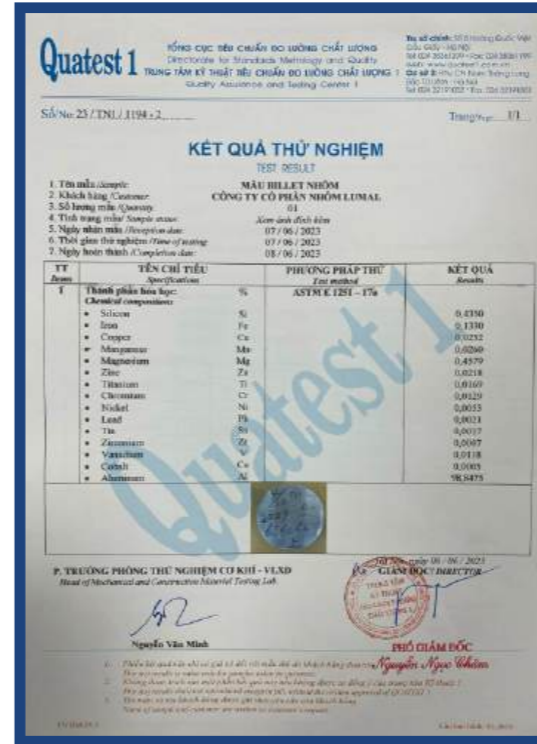 Quatest 1
TỔNG CỤC TIÊU CHUẨN ĐO LƯỜNG CHẤT LƯỢNG
Directorate for Standards Metrology and Quality
TRUNG TÂM KỸ THUẬT TIÊU CHUẨN ĐO LƯỜNG CHẤT LƯỢNG 1
Quality Assurance and Testing Center 1
Số/No: 23 / TN1 / 1194 - 2
Trang/Page: 1/1
KẾT QUẢ THỬ NGHIỆM
TEST RESULT
1. Tên mẫu /Sample: MẪU BILLET NHÔM
2. Khách hàng /Customer: CÔNG TY CỔ PHẦN NHÔM LUMAL
3. Số lượng mẫu /Quantity: 01
4. Tình trạng mẫu/ Sample status: Xem ảnh đính kèm
5. Ngày nhận mẫu /Reception date: 07 / 06 / 2023
6. Thời gian thử nghiệm /Time of testing: 07 / 06 / 2023
7. Ngày hoàn thành /Completion date: 08 / 06 / 2023
TT TÊN CHỈ TIÊU PHƯƠNG PHÁP THỬ KẾT QUẢ
Items Specifications Test method Results
1 Thành phần hóa học: % ASTM E 1251 – 17a
Chemical compositions:
• Silicon Si 0,4350
• Iron Fe 0,1330
• Copper Cu 0,0252
• Manganese Mn 0,0260
• Magnesium Mg 0,4579
• Zinc Zn 0,0218
• Titanium Ti 0,0169
• Chromium Cr 0,0129
• Nickel Ni 0,0053
• Lead Pb 0,0021
• Tin Sn 0,0017
• Zirconium Zr 0,0007
• Vanadium V 0,0118
• Cobalt Co 0,0005
• Aluminum Al 98,8475
Quatest 1
Hà Nội, ngày 08 / 06 / 2023
P. TRƯỞNG PHÒNG THỬ NGHIỆM CƠ KHÍ - VLXD
GIÁM ĐỐC/ DIRECTOR
Head of Mechanical and Construction Material Testing Lab.
Nguyễn Văn Minh
PHÓ GIÁM ĐỐC
Nguyễn Ngọc Châm